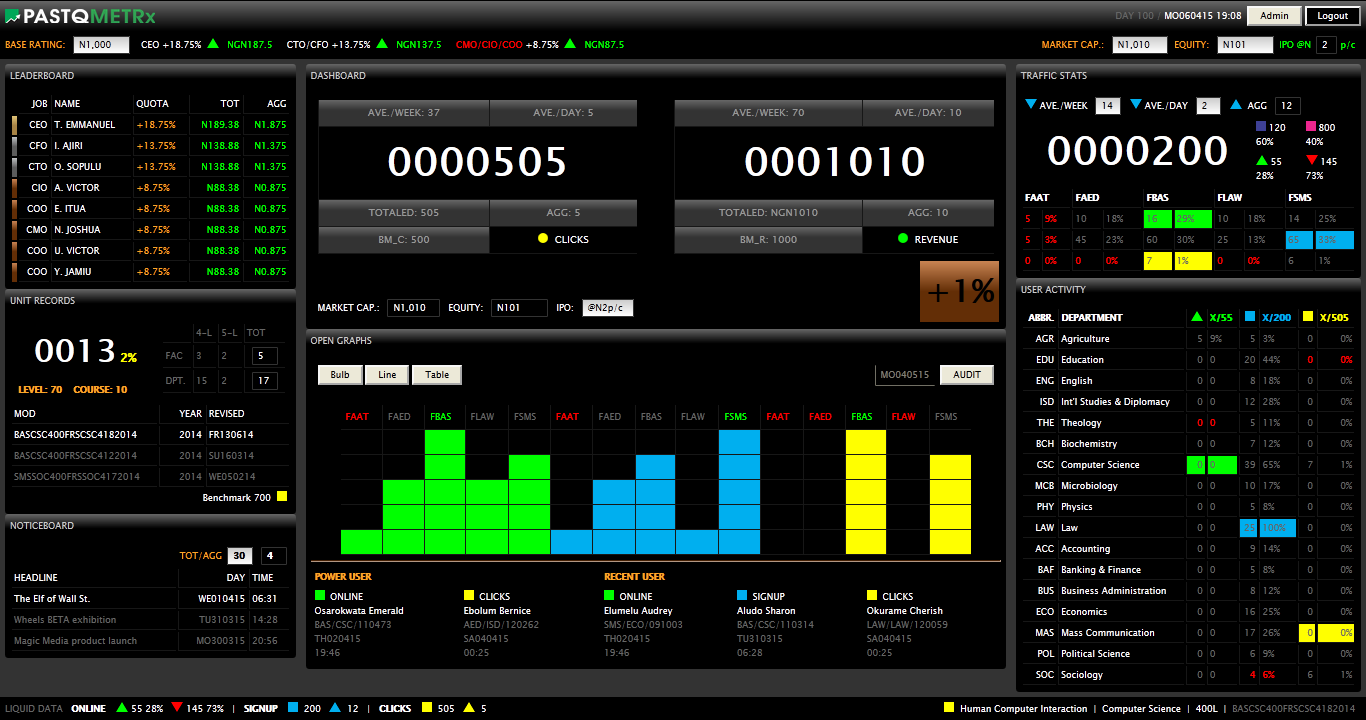 PASTQMETRx
DAY 100 / MO060415 19:08 Admin Logout
BASE RATING: N1,000 CEO +18.75% NGN187.5 CTO/CFO +13.75% NGN137.5 CMO/CIO/COO +8.75% NGN87.5
MARKET CAP.: N1,010 EQUITY: N101 IPO @N 2 p/c
LEADERBOARD
JOB NAME QUOTA TOT AGG
CEO T. EMMANUEL +18.75% N189.38 N1.875
CFO I. AJIRI +13.75% N138.88 N1.375
CTO O. SOPULU +13.75% N138.88 N1.375
CIO A. VICTOR +8.75% N88.38 N0.875
COO E. ITUA +8.75% N88.38 N0.875
CMO N. JOSHUA +8.75% N88.38 N0.875
COO U. VICTOR +8.75% N88.38 N0.875
COO Y. JAMIU +8.75% N88.38 N0.875
UNIT RECORDS
0013 2%
4-L 5-L TOT
FAC 3 2 5
DPT. 15 2 17
LEVEL: 70 COURSE: 10
MOD YEAR REVISED
BASCSC400FRSCSC4182014 2014 FR130614
BASCSC400FRSCSC4122014 2014 SU160314
SMSSOC400FRSSOC4172014 2014 WE050214
Benchmark 700
NOTICEBOARD
TOT/AGG 30 4
HEADLINE DAY TIME
The Elf of Wall St. WE010415 06:31
Wheels BETA exhibition TU310315 14:28
Magic Media product launch MO300315 20:56
DASHBOARD
AVE./WEEK: 37 AVE./DAY: 5
0000505
TOTALED: 505 AGG: 5
BM_C: 500 CLICKS
AVE./WEEK: 70 AVE./DAY: 10
0001010
TOTALED: NGN1010 AGG: 10
BM_R: 1000 REVENUE
+1%
MARKET CAP.: N1,010 EQUITY: N101 IPO: @N2p/c
OPEN GRAPHS
Bulb Line Table MO040515 AUDIT
FAAT FAED FBAS FLAW FSMS FAAT FAED FBAS FLAW FSMS FAAT FAED FBAS FLAW FSMS
POWER USER
ONLINE
Osarokwata Emerald
BAS/CSC/110473
TH020415
19:46
CLICKS
Ebolum Bernice
AED/ISD/120262
SA040415
00:25
RECENT USER
ONLINE
Elumelu Audrey
SMS/ECO/091003
TH020415
19:46
SIGNUP
Aludo Sharon
BAS/CSC/110314
TU310315
06:28
CLICKS
Okurame Cherish
LAW/LAW/120059
SA040415
00:25
TRAFFIC STATS
AVE./WEEK 14 AVE./DAY 2 AGG 12
0000200
120 800
60% 40%
55 145
28% 73%
FAAT FAED FBAS FLAW FSMS
5 9% 10 18% 16 29% 10 18% 14 25%
5 3% 45 23% 60 30% 25 13% 65 33%
0 0% 0 0% 7 1% 0 0% 6 1%
USER ACTIVITY
ABBR. DEPARTMENT X/55 X/200 X/505
AGR Agriculture 5 9% 5 3% 0 0%
EDU Education 0 0 20 44% 0 0%
ENG English 0 0 8 18% 0 0%
ISD Int'l Studies & Diplomacy 0 0 12 28% 0 0%
THE Theology 0 0 5 11% 0 0%
BCH Biochemistry 0 0 7 12% 0 0%
CSC Computer Science 0 0 39 65% 7 1%
MCB Microbiology 0 0 10 17% 0 0%
PHY Physics 0 0 5 8% 0 0%
LAW Law 0 0 25 100% 0 0%
ACC Accounting 0 0 9 14% 0 0%
BAF Banking & Finance 0 0 5 8% 0 0%
BUS Business Administration 0 0 8 12% 0 0%
ECO Economics 0 0 16 25% 0 0%
MAS Mass Communication 0 0 17 26% 0 0%
POL Political Science 0 0 6 9% 0 0%
SOC Sociology 0 0 4 6% 6 1%
LIQUID DATA ONLINE 55 28% 145 73% | SIGNUP 200 12 | CLICKS 505 5
Human Computer Interaction | Computer Science | 400L | BASCSC400FRSCSC4182014